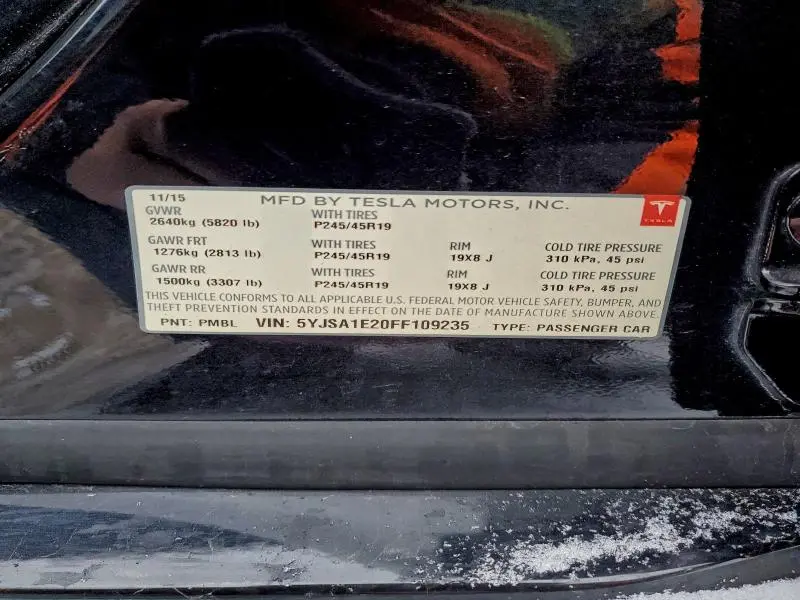 11/15 MFD BY TESLA MOTORS, INC.
GVWR WITH TIRES
2640kg (5820 lb) P245/45R19
GAWR FRT WITH TIRES RIM COLD TIRE PRESSURE
1276kg (2813 lb) P245/45R19 19X8 J 310 kPa, 45 psi
GAWR RR WITH TIRES RIM COLD TIRE PRESSURE
1500kg (3307 lb) P245/45R19 19X8 J 310 kPa, 45 psi
THIS VEHICLE CONFORMS TO ALL APPLICABLE U.S. FEDERAL MOTOR VEHICLE SAFETY, BUMPER, AND
THEFT PREVENTION STANDARDS IN EFFECT ON THE DATE OF MANUFACTURE SHOWN ABOVE.
PNT: PMBL VIN: 5YJSA1E20FF109235 TYPE: PASSENGER CAR
TESLA